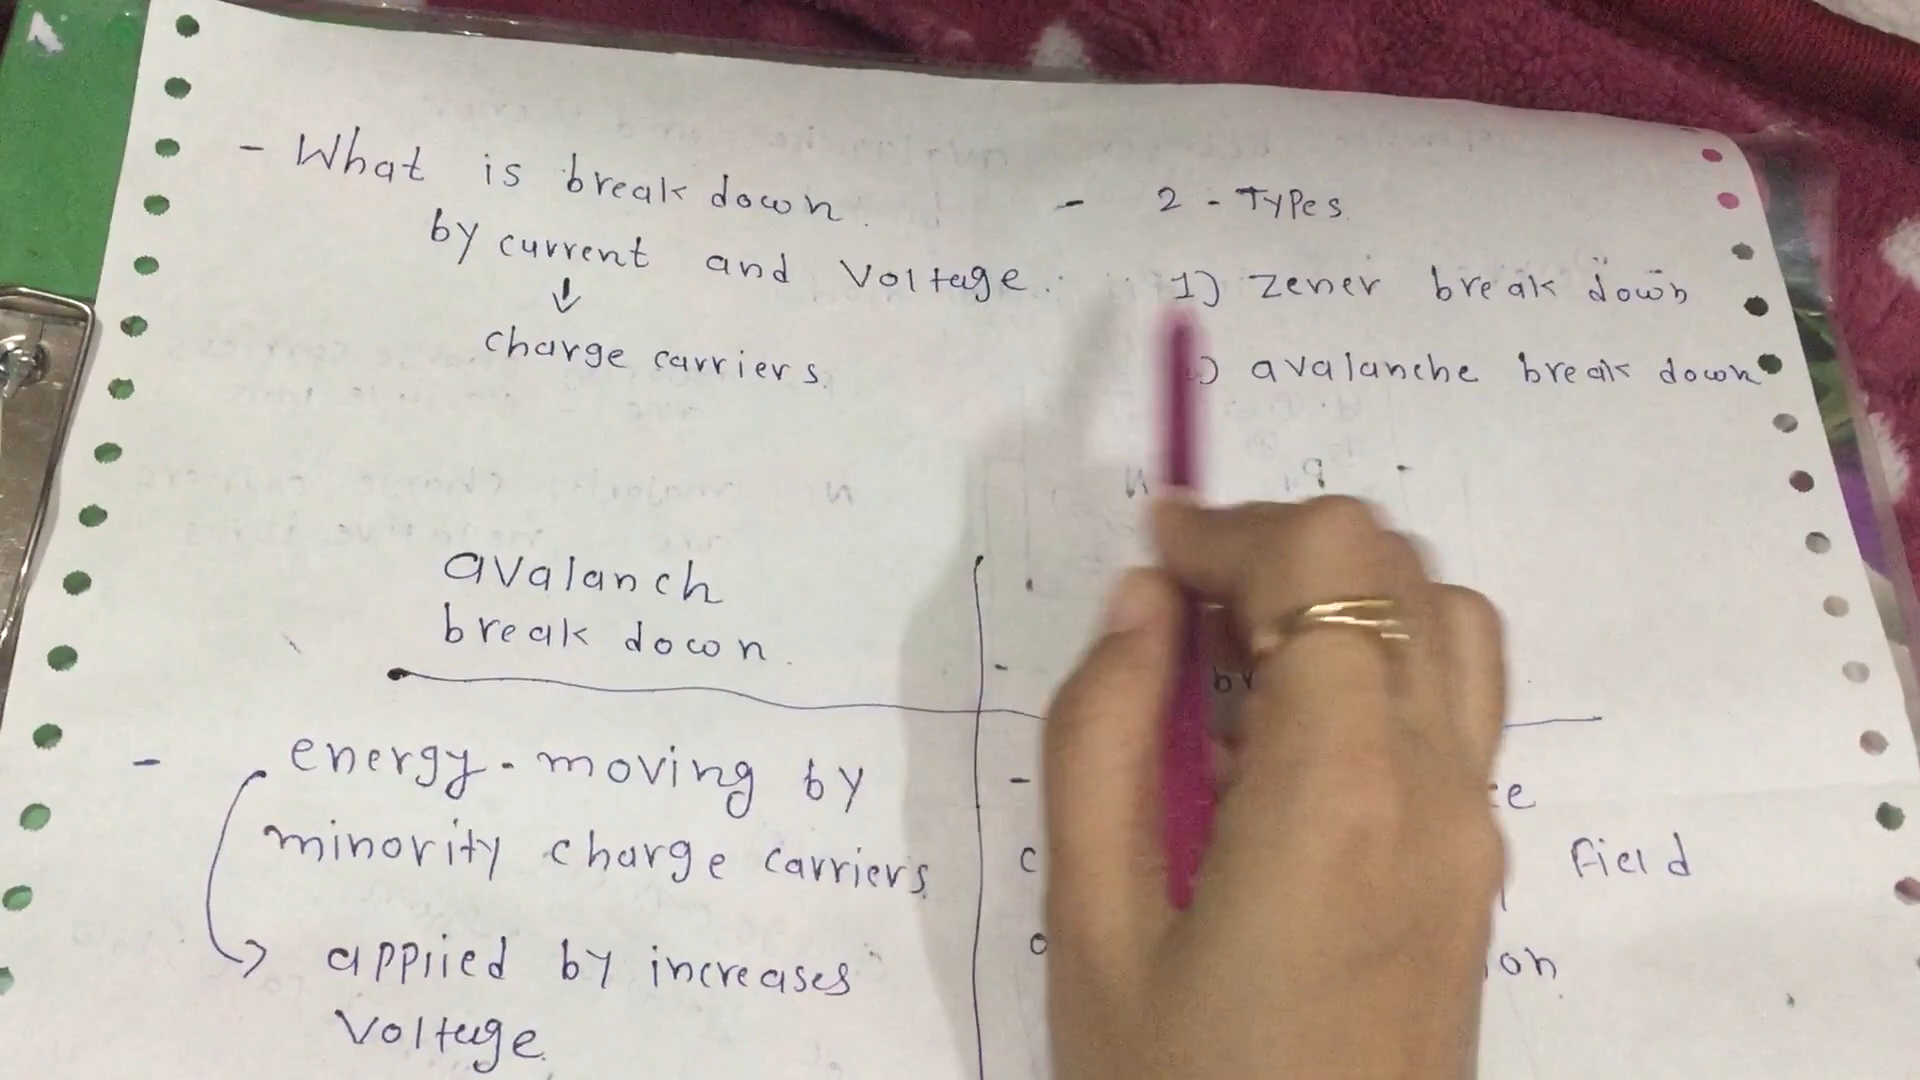 - What is break down
by current and Voltage.
↓
charge carriers.
- 2 - Types.
1) Zener break down
) avalanche break down
avalanch
break down.
- energy - moving by
minority charge carriers.
→ applied by increases
Voltage.
-
br
-
Field